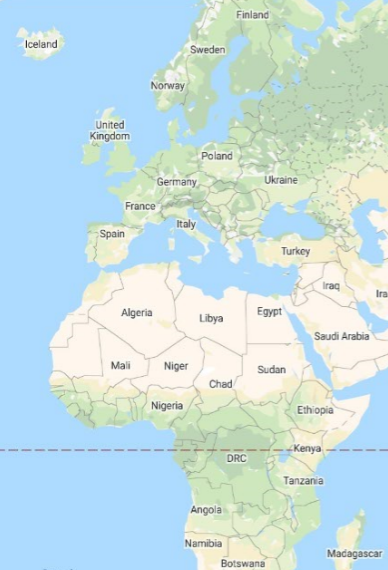 Finland
Iceland
Sweden
Norway
United
Kingdom
Poland
Germany
Ukraine
France
Italy
Spain
Turkey
Iraq
Ira
Algeria
Libya
Egypt
Saudi Arabia
Mali
Niger
Sudan
Chad
Nigeria
Ethiopia
Kenya
DRC
Tanzania
Angola
Namibia
Madagascar
Botswana